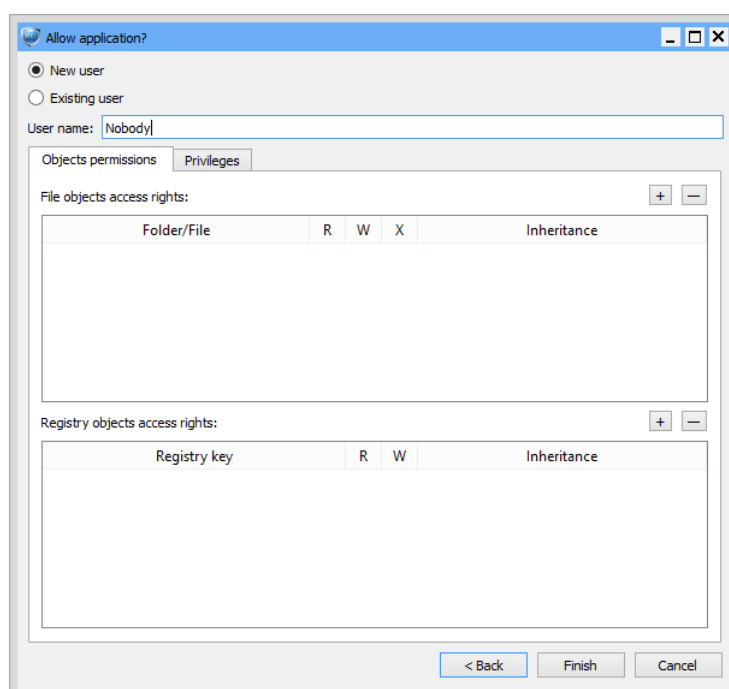 Allow application?
New user
Existing user
User name: Nobody
Objects permissions Privileges
File objects access rights: + —
Folder/File R W X Inheritance
Registry objects access rights: + —
Registry key R W Inheritance
< Back Finish Cancel